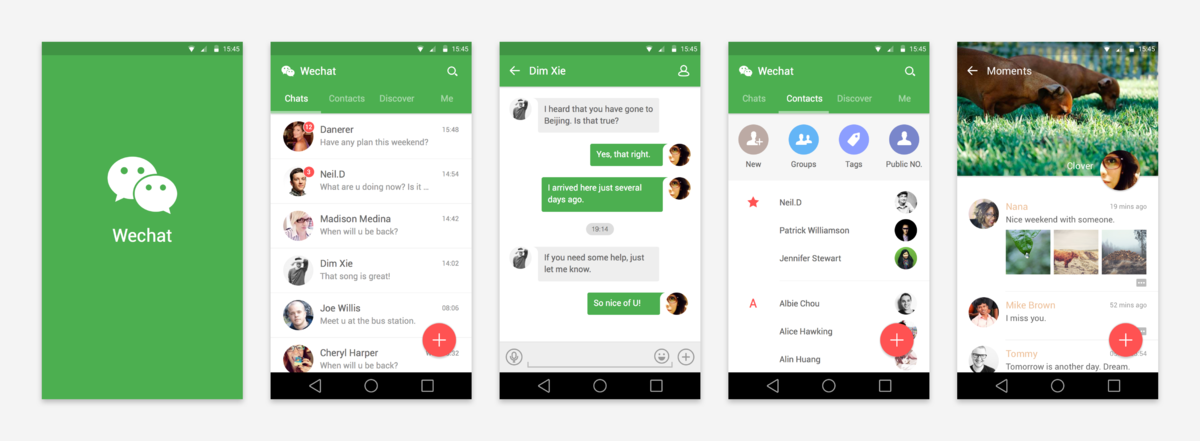 15:45
Wechat
15:45
Wechat
Chats Contacts Discover Me
12
Danerer 15:48
Have any plan this weekend?
3
Neil.D 14:54
What are u doing now? Is it ...
Madison Medina 14:42
When will u be back?
Dim Xie 14:02
That song is great!
Joe Willis 08:06
Meet u at the bus station.
Cheryl Harper
When will u be back?
15:45
Dim Xie
I heard that you have gone to
Beijing. Is that true?
Yes, that right.
I arrived here just several
days ago.
19:14
If you need some help, just
let me know.
So nice of U!
15:45
Wechat
Chats Contacts Discover Me
New Groups Tags Public NO.
Neil.D
Patrick Williamson
Jennifer Stewart
A Albie Chou
Alice Hawking
Alin Huang
15:45
Moments
Clover
Nana 19 mins ago
Nice weekend with someone.
Mike Brown 52 mins ago
I miss you.
Tommy
Tomorrow is another day. Dream.